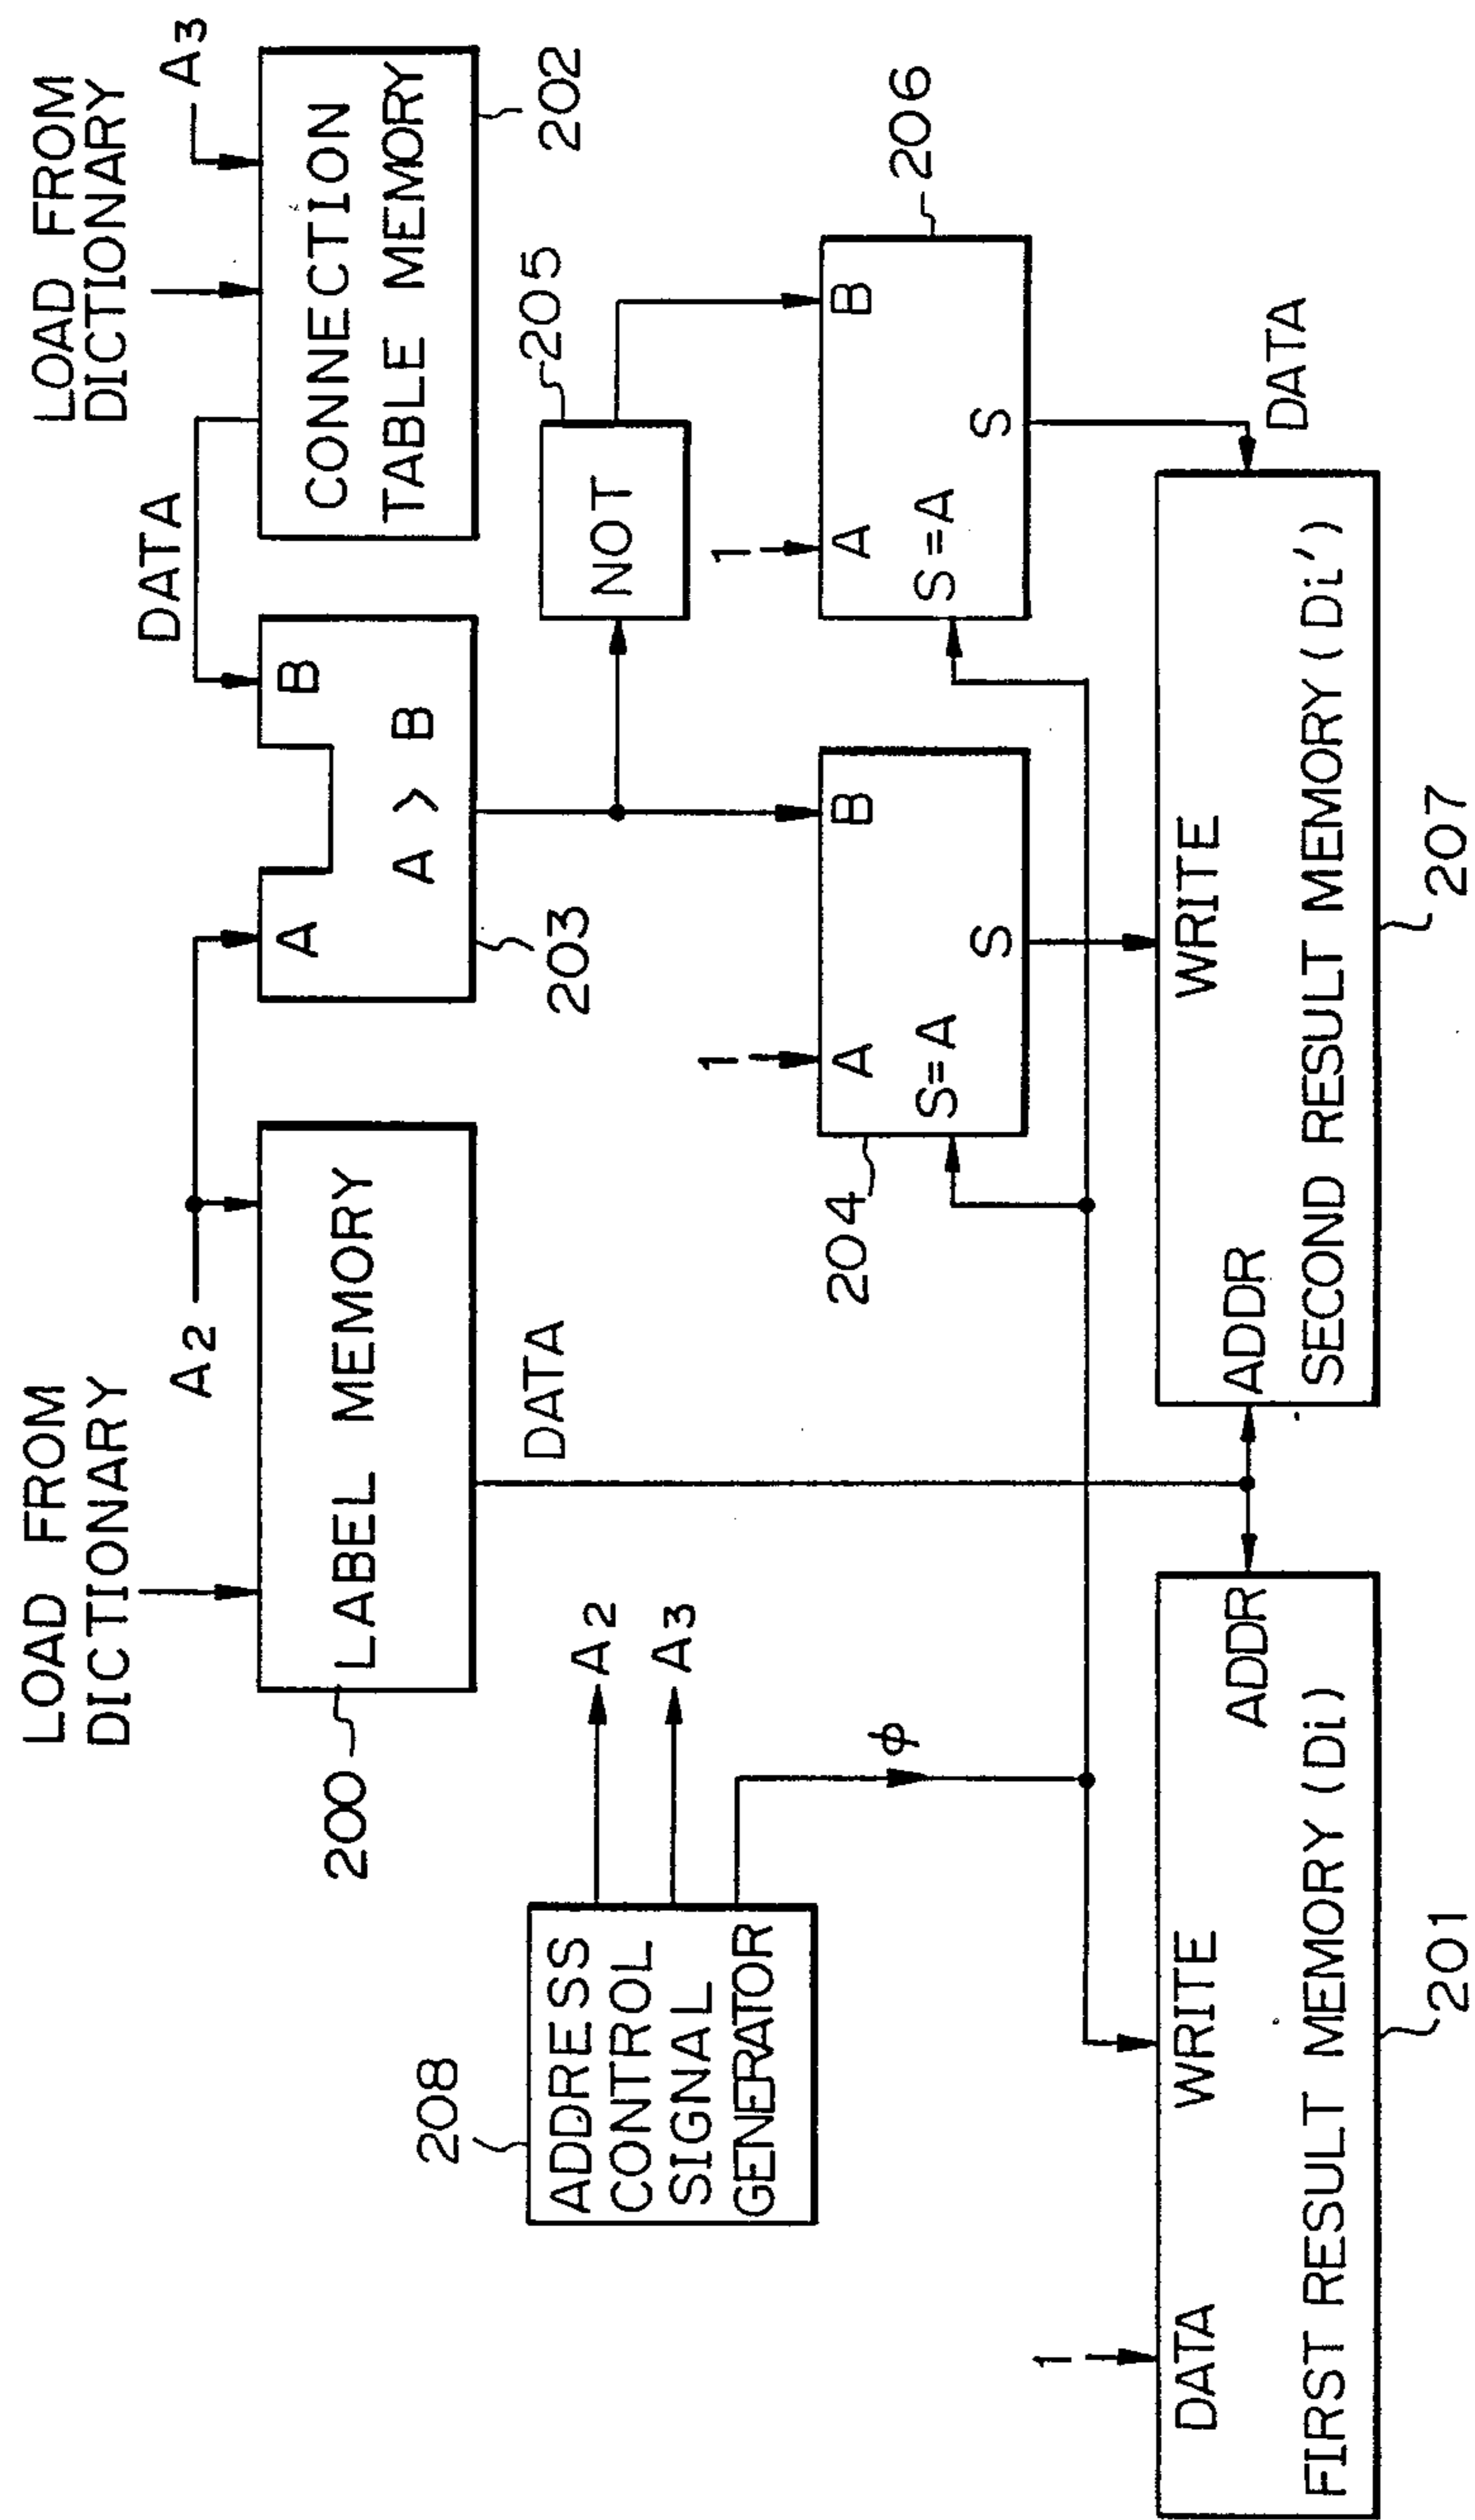 LOAD FROM
DICTIONARY
A2
LABEL MEMORY
200
DATA
LOAD FROM
DICTIONARY
A3
DATA
A
B
A > B
203
CONNECTION
TABLE MEMORY
202
208
ADDRESS
CONTROL
SIGNAL
GENERATOR
A2
A3
φ
NOT
205
1
A
B
S=A
S
204
1
A
B
S=A
S
206
1
DATA
WRITE
ADDR
FIRST RESULT MEMORY (Di)
201
ADDR
WRITE
DATA
SECOND RESULT MEMORY (Di')
207